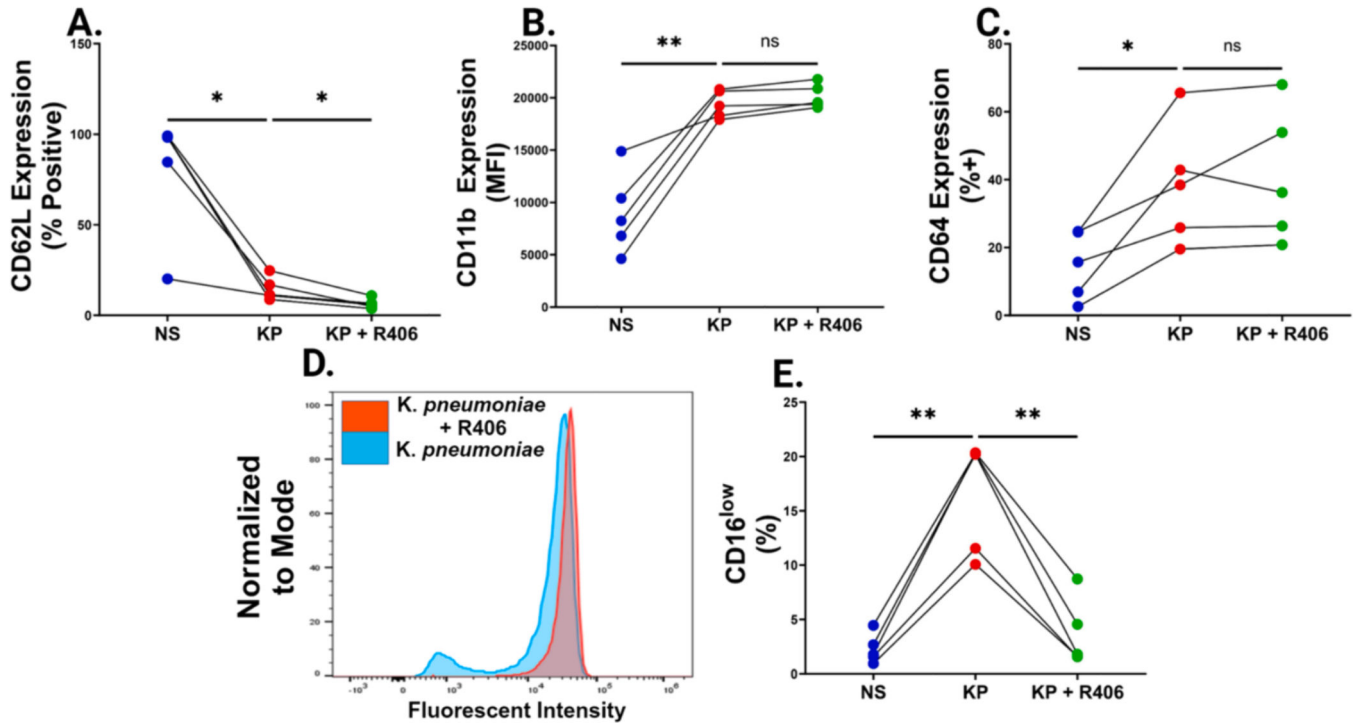 A.
CD62L Expression
(% Positive)
150
100
50
0
*
*
NS
KP
KP + R406
B.
CD11b Expression
(MFI)
25000
20000
15000
10000
5000
0
**
ns
NS
KP
KP + R406
C.
CD64 Expression
(%+)
80
60
40
20
0
*
ns
NS
KP
KP + R406
D.
Normalized
to Mode
100
80
60
40
20
0
K. pneumoniae
+ R406
K. pneumoniae
-10³
0
10³
10⁴
10⁵
10⁶
Fluorescent Intensity
E.
CD16low
(%)
25
20
15
10
5
0
**
**
NS
KP
KP + R406